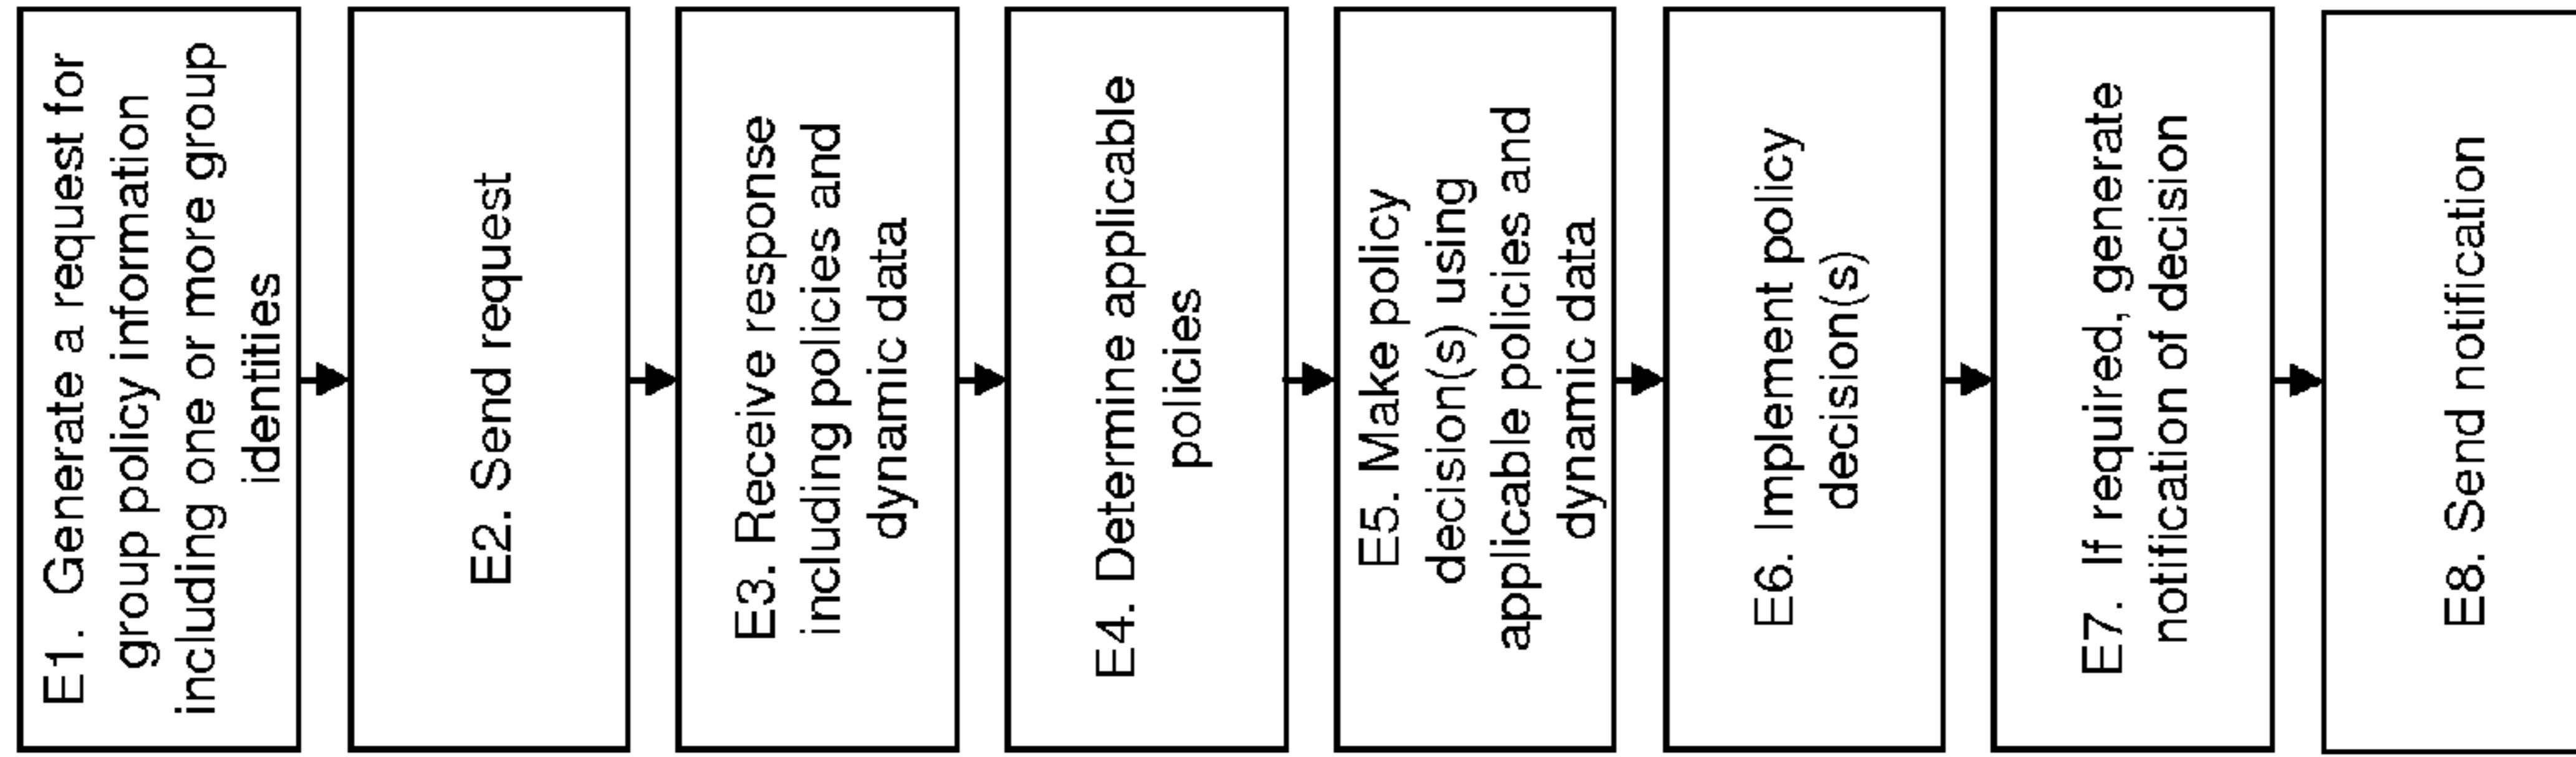 E1. Generate a request for
group policy information
including one or more group
identities
E2. Send request
E3. Receive response
including policies and
dynamic data
E4. Determine applicable
policies
E5. Make policy
decision(s) using
applicable policies and
dynamic data
E6. Implement policy
decision(s)
E7. If required, generate
notification of decision
E8. Send notification